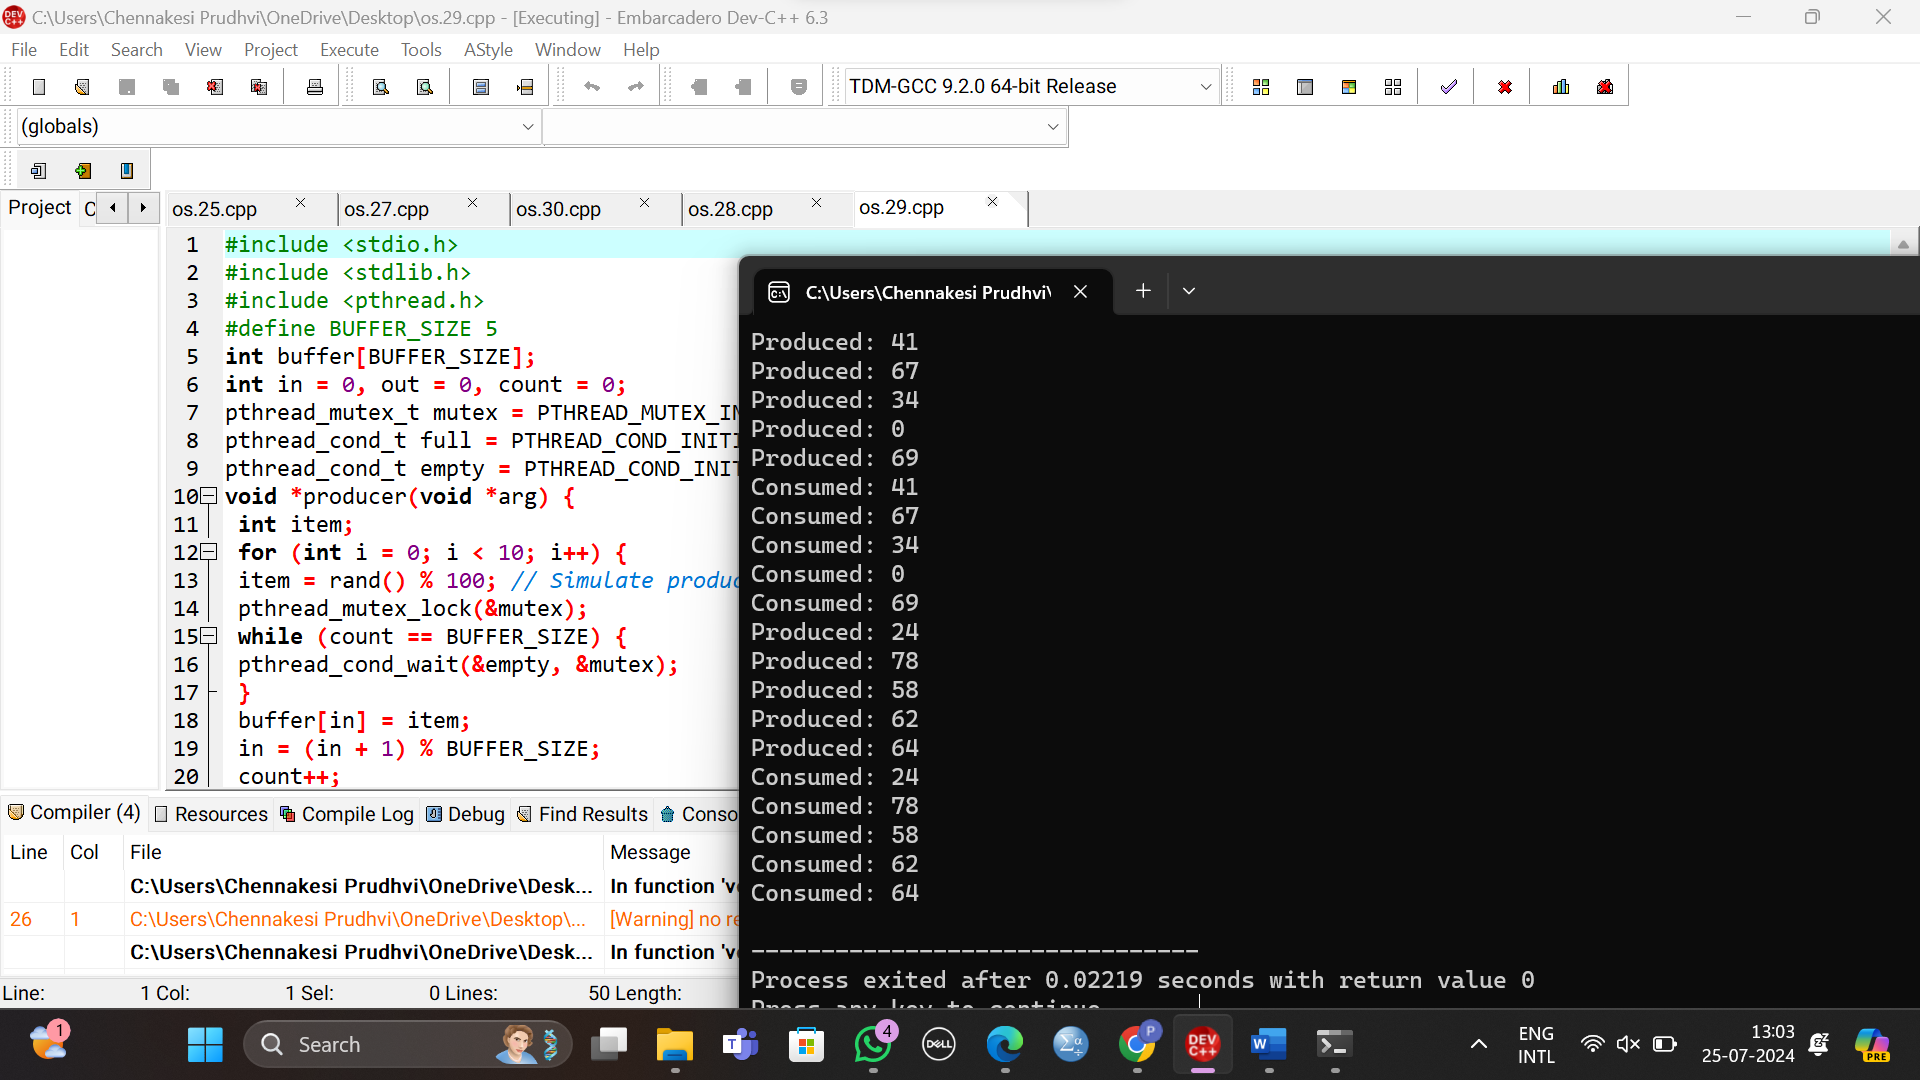 C:\Users\Chennakesi Prudhvi\OneDrive\Desktop\os.29.cpp - [Executing] - Embarcadero Dev-C++ 6.3
File Edit Search View Project Execute Tools AStyle Window Help
TDM-GCC 9.2.0 64-bit Release
(globals)
Project C
os.25.cpp os.27.cpp os.30.cpp os.28.cpp os.29.cpp
1 #include <stdio.h>
2 #include <stdlib.h>
3 #include <pthread.h>
4 #define BUFFER_SIZE 5
5 int buffer[BUFFER_SIZE];
6 int in = 0, out = 0, count = 0;
7 pthread_mutex_t mutex = PTHREAD_MUTEX_IN
8 pthread_cond_t full = PTHREAD_COND_INITI
9 pthread_cond_t empty = PTHREAD_COND_INIT
10 void *producer(void *arg) {
11 int item;
12 for (int i = 0; i < 10; i++) {
13 item = rand() % 100; // Simulate produc
14 pthread_mutex_lock(&mutex);
15 while (count == BUFFER_SIZE) {
16 pthread_cond_wait(&empty, &mutex);
17 }
18 buffer[in] = item;
19 in = (in + 1) % BUFFER_SIZE;
20 count++;
C:\Users\Chennakesi Prudhvi\
Produced: 41
Produced: 67
Produced: 34
Produced: 0
Produced: 69
Consumed: 41
Consumed: 67
Consumed: 34
Consumed: 0
Consumed: 69
Produced: 24
Produced: 78
Produced: 58
Produced: 62
Produced: 64
Consumed: 24
Consumed: 78
Consumed: 58
Consumed: 62
Consumed: 64
--------------------------------
Process exited after 0.02219 seconds with return value 0
Press any key to continue
Compiler (4) Resources Compile Log Debug Find Results Conso
Line Col File Message
C:\Users\Chennakesi Prudhvi\OneDrive\Desk... In function 'v
26 1 C:\Users\Chennakesi Prudhvi\OneDrive\Desktop\... [Warning] no re
C:\Users\Chennakesi Prudhvi\OneDrive\Desk... In function 'v
Line: 1 Col: 1 Sel: 0 Lines: 50 Length:
1
Search
T
4
DELL
P
DEV C++
W
ENG
INTL
13:03
25-07-2024
PRE